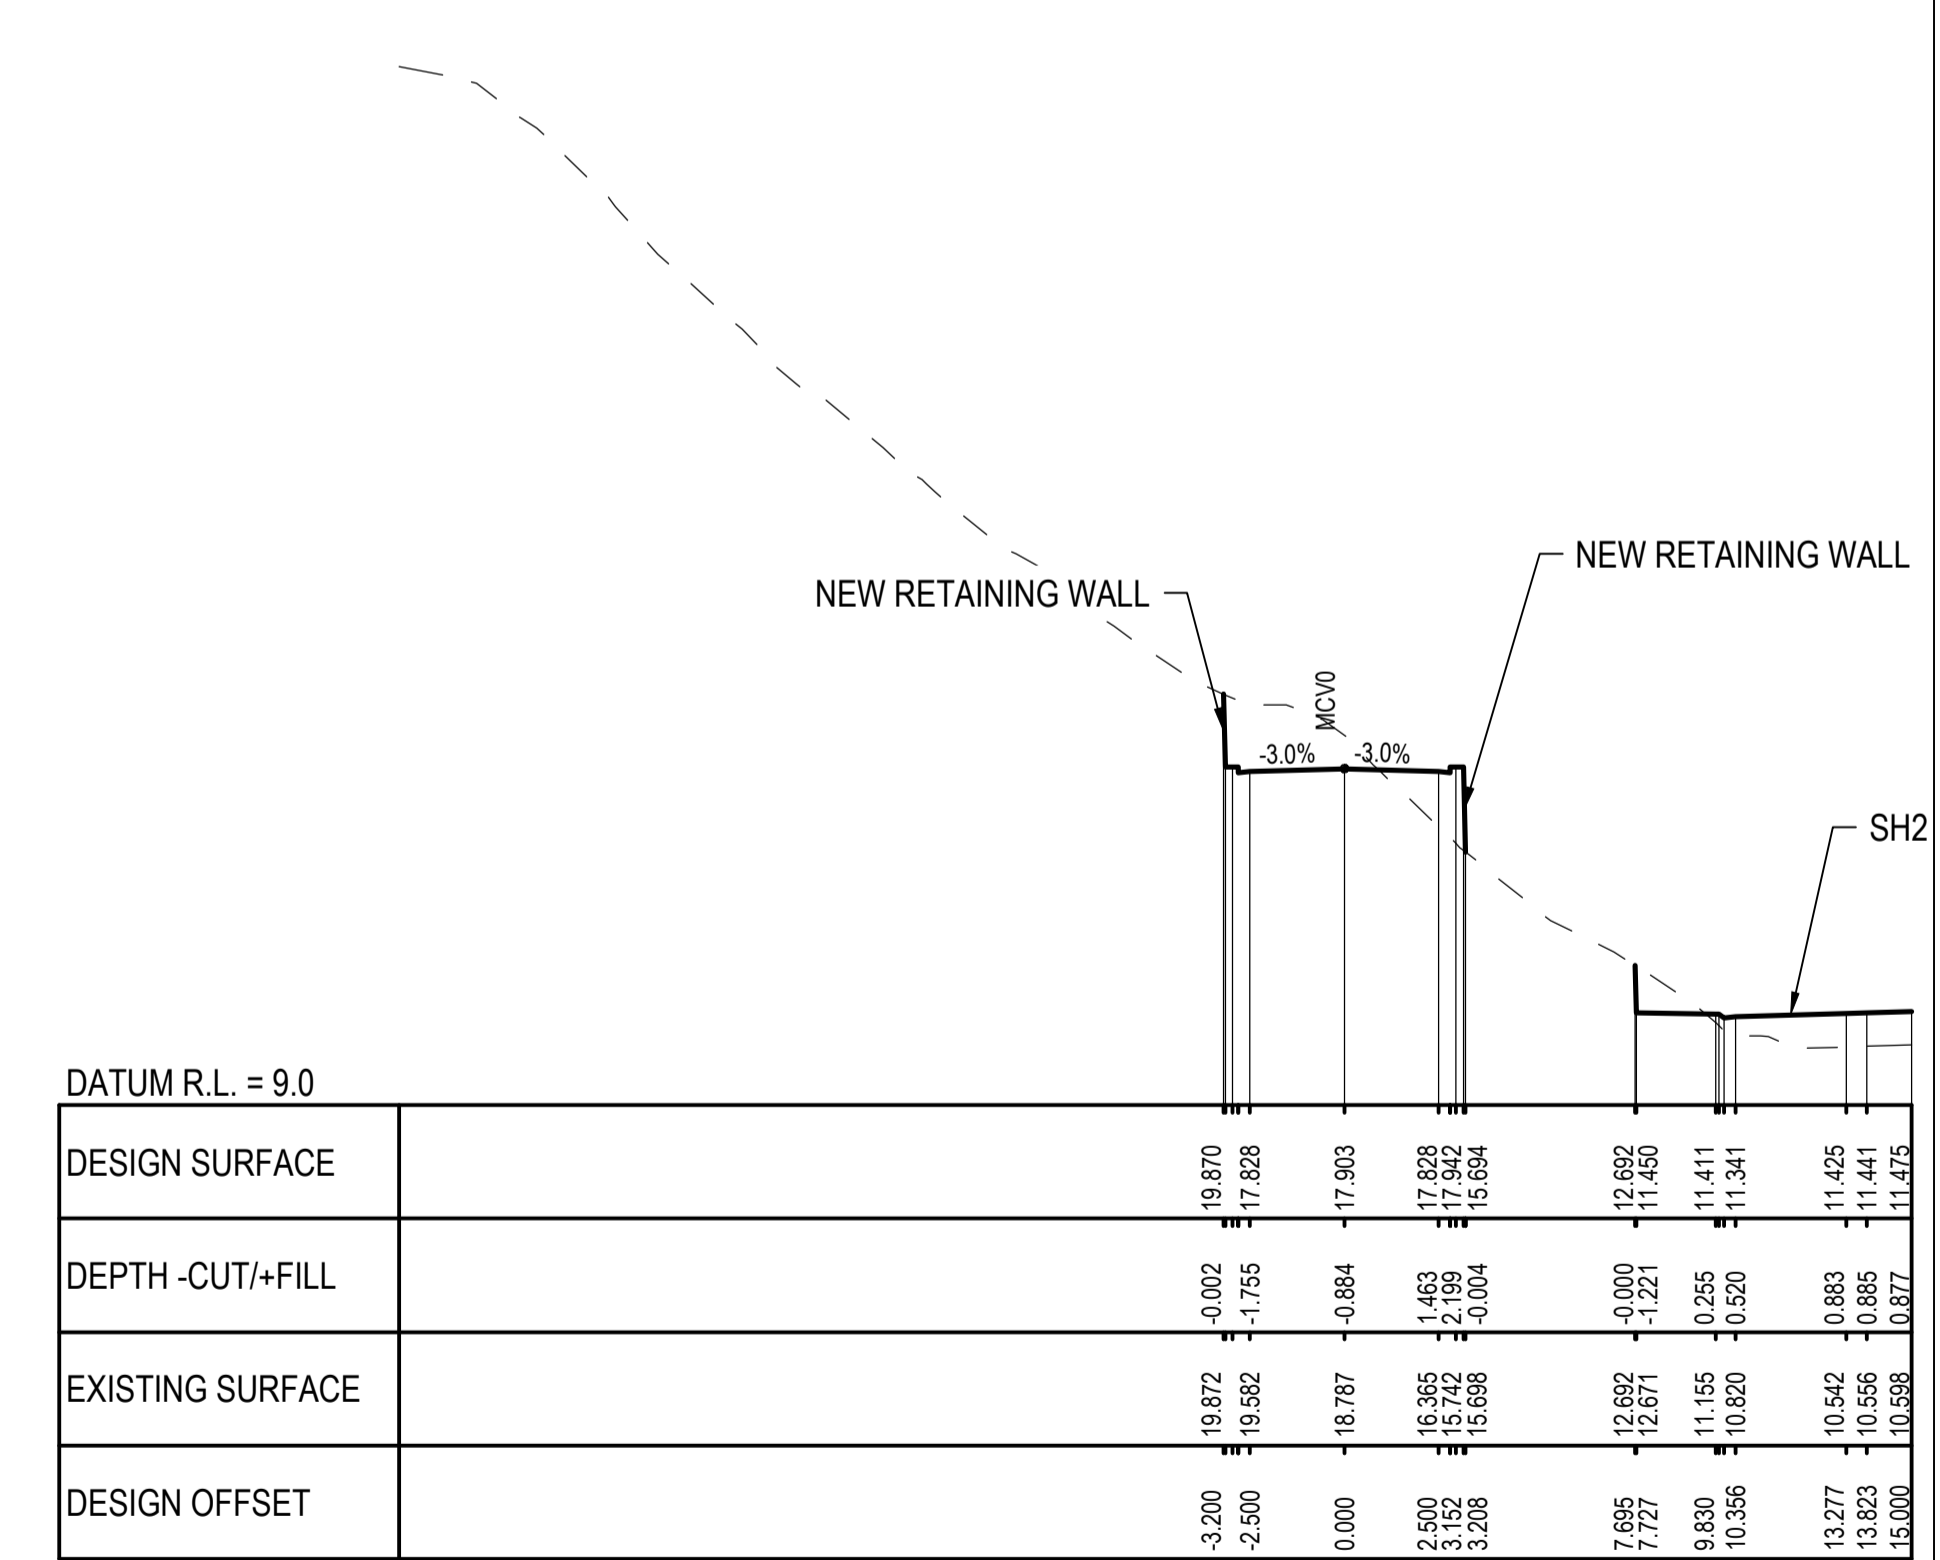 NEW RETAINING WALL
NEW RETAINING WALL
MCV0
-3.0% -3.0%
SH2
DATUM R.L. = 9.0
DESIGN SURFACE 19.870 17.828 17.903 17.828 17.942 15.694 12.692 11.450 11.411 11.341 11.425 11.441 11.475
DEPTH -CUT/+FILL -0.002 -1.755 -0.884 1.463 2.199 -0.004 -0.000 -1.221 0.255 0.520 0.883 0.885 0.877
EXISTING SURFACE 19.872 19.582 18.787 16.365 15.742 15.698 12.692 12.671 11.155 10.820 10.542 10.556 10.598
DESIGN OFFSET -3.200 -2.500 0.000 2.500 3.152 3.208 7.695 7.727 9.830 10.356 13.277 13.823 15.000